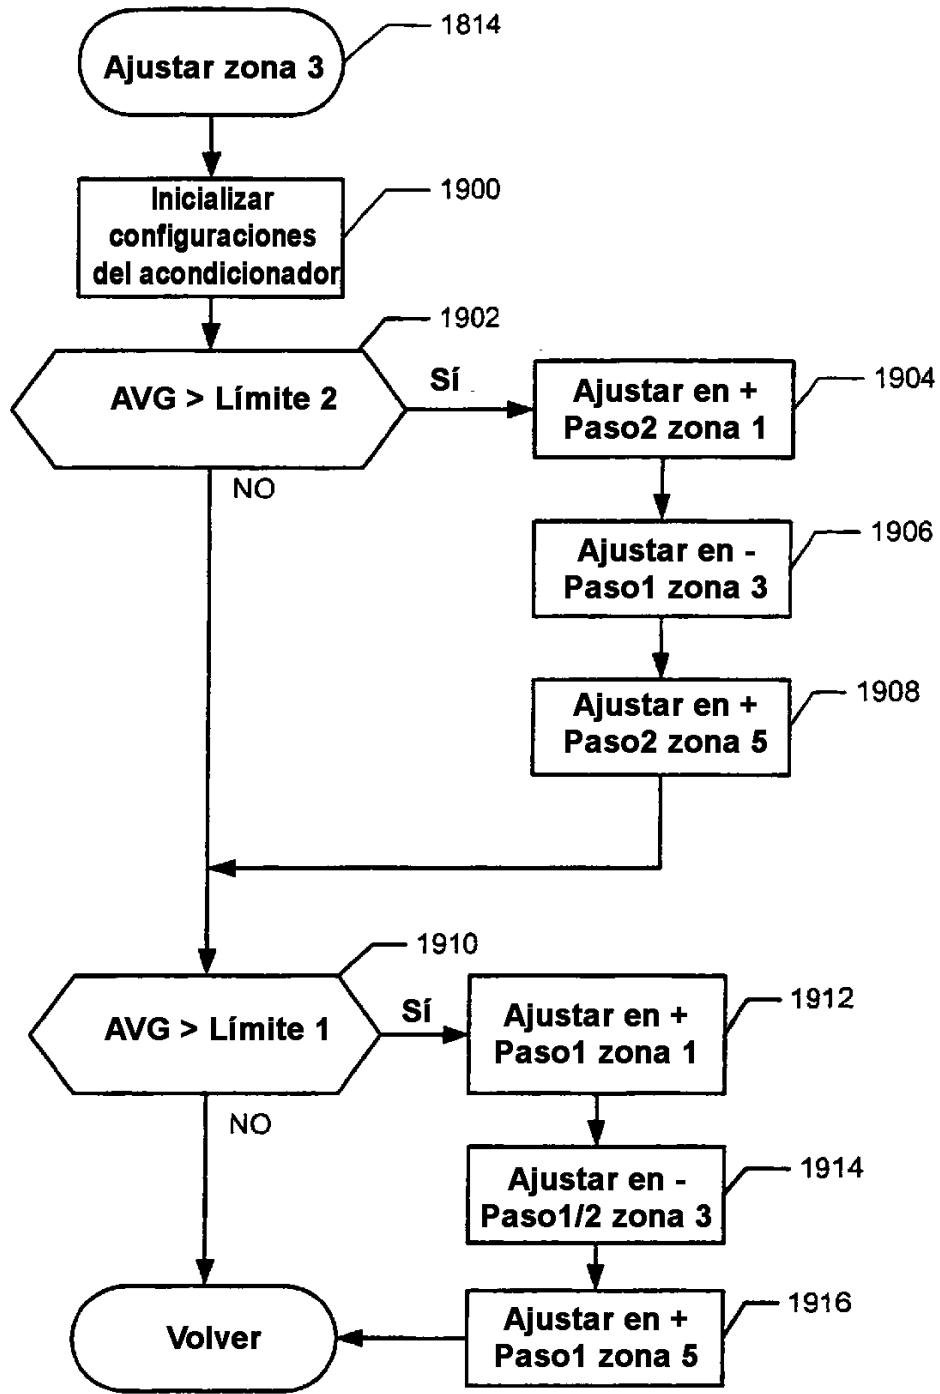 1814
Ajustar zona 3
1900
Inicializar
configuraciones
del acondicionador
1902
AVG > Límite 2
Sí
NO
1904
Ajustar en +
Paso2 zona 1
1906
Ajustar en -
Paso1 zona 3
1908
Ajustar en +
Paso2 zona 5
1910
AVG > Límite 1
Sí
NO
1912
Ajustar en +
Paso1 zona 1
1914
Ajustar en -
Paso1/2 zona 3
1916
Ajustar en +
Paso1 zona 5
Volver